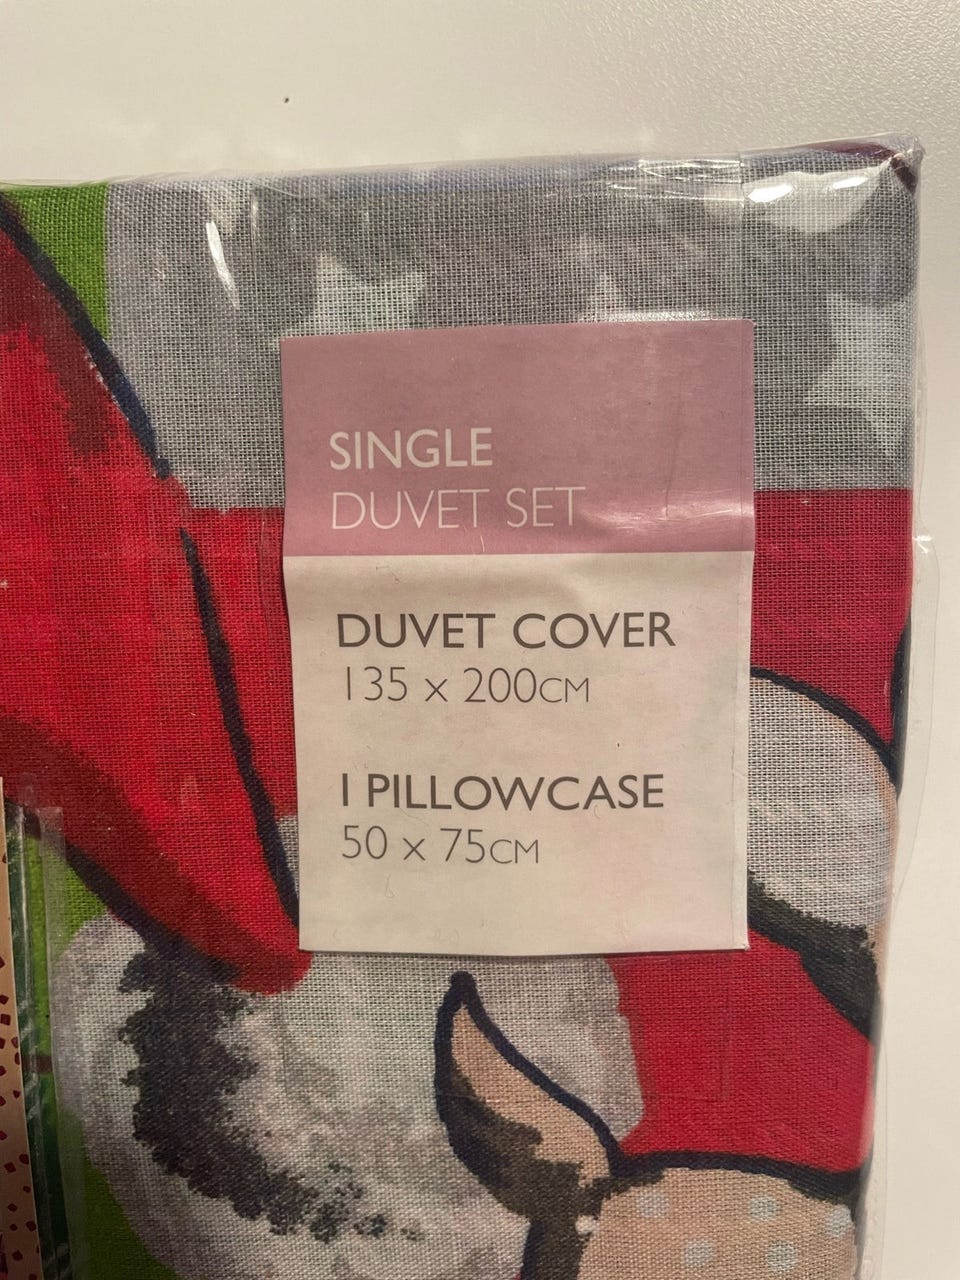 SINGLE
DUVET SET
DUVET COVER
135 x 200CM
1 PILLOWCASE
50 x 75CM